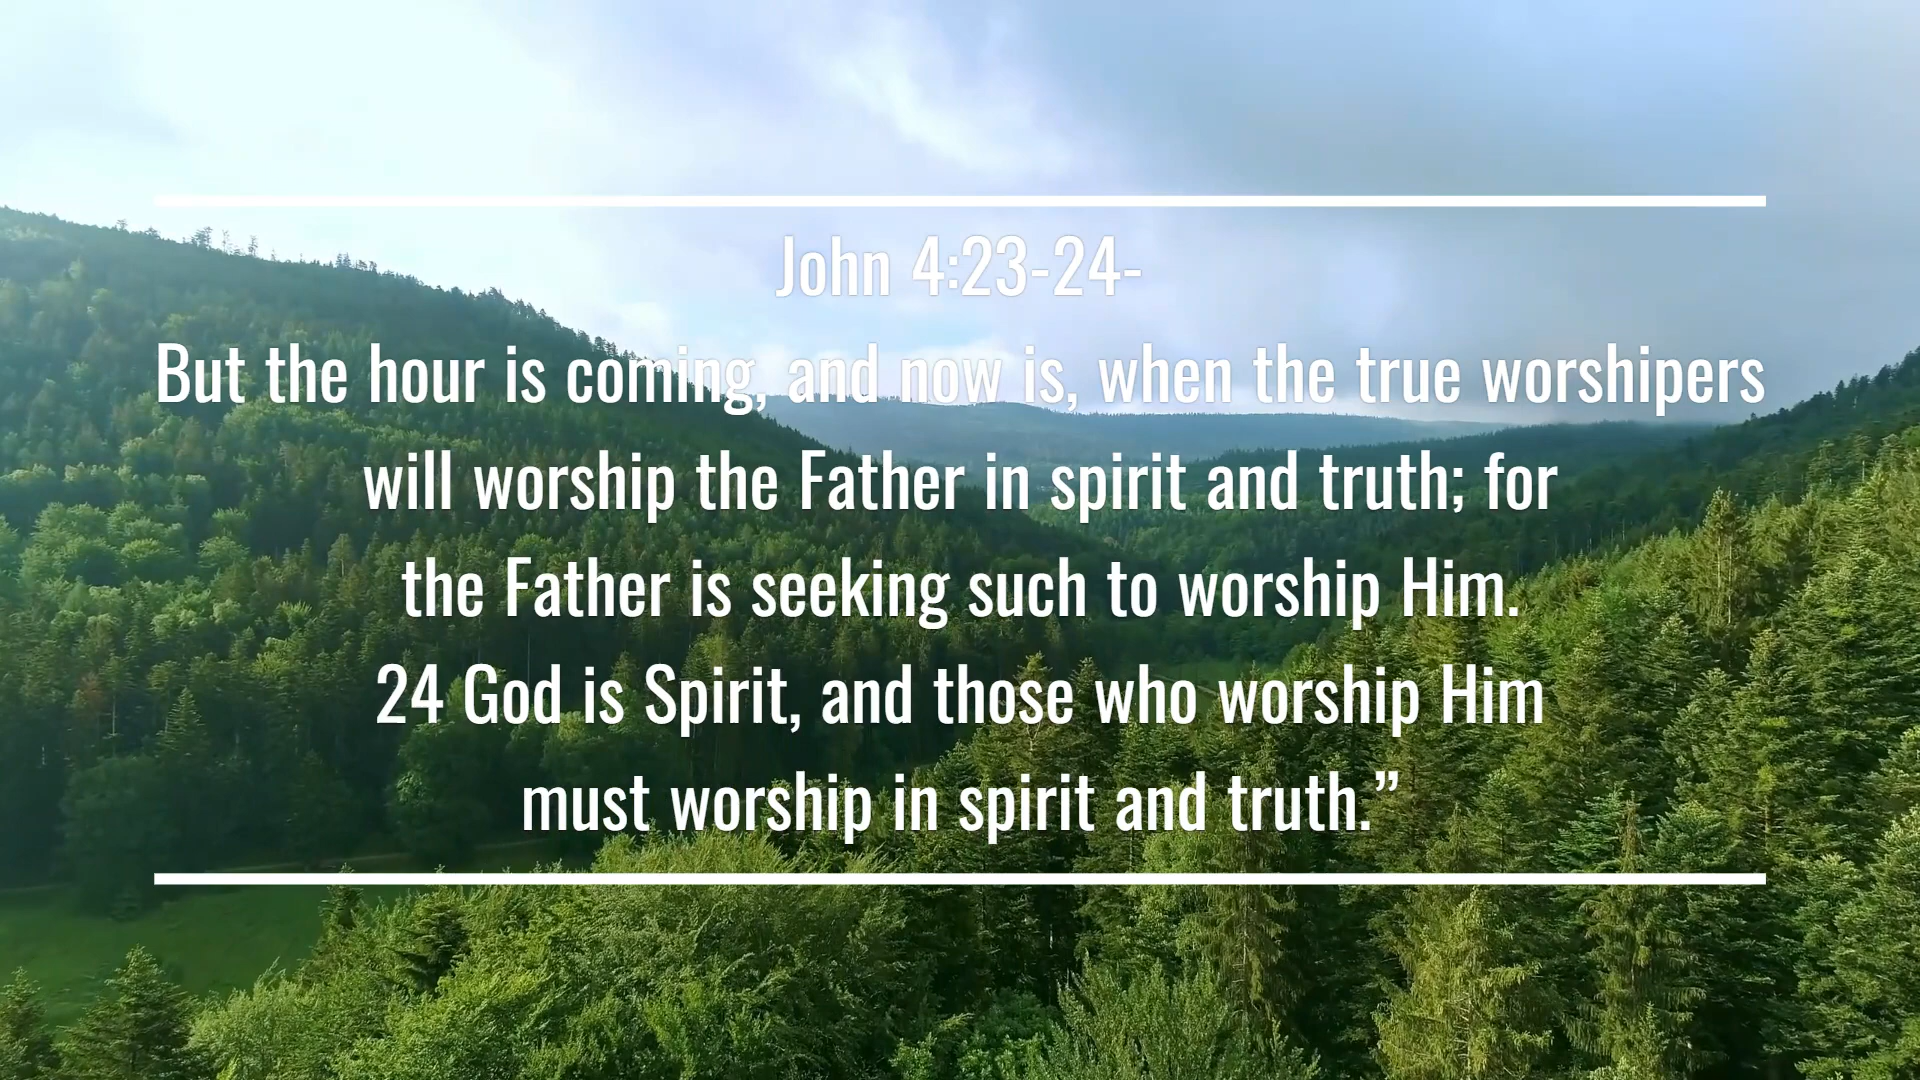 John 4:23-24-
But the hour is coming, and now is, when the true worshipers
will worship the Father in spirit and truth; for
the Father is seeking such to worship Him.
24 God is Spirit, and those who worship Him
must worship in spirit and truth.”